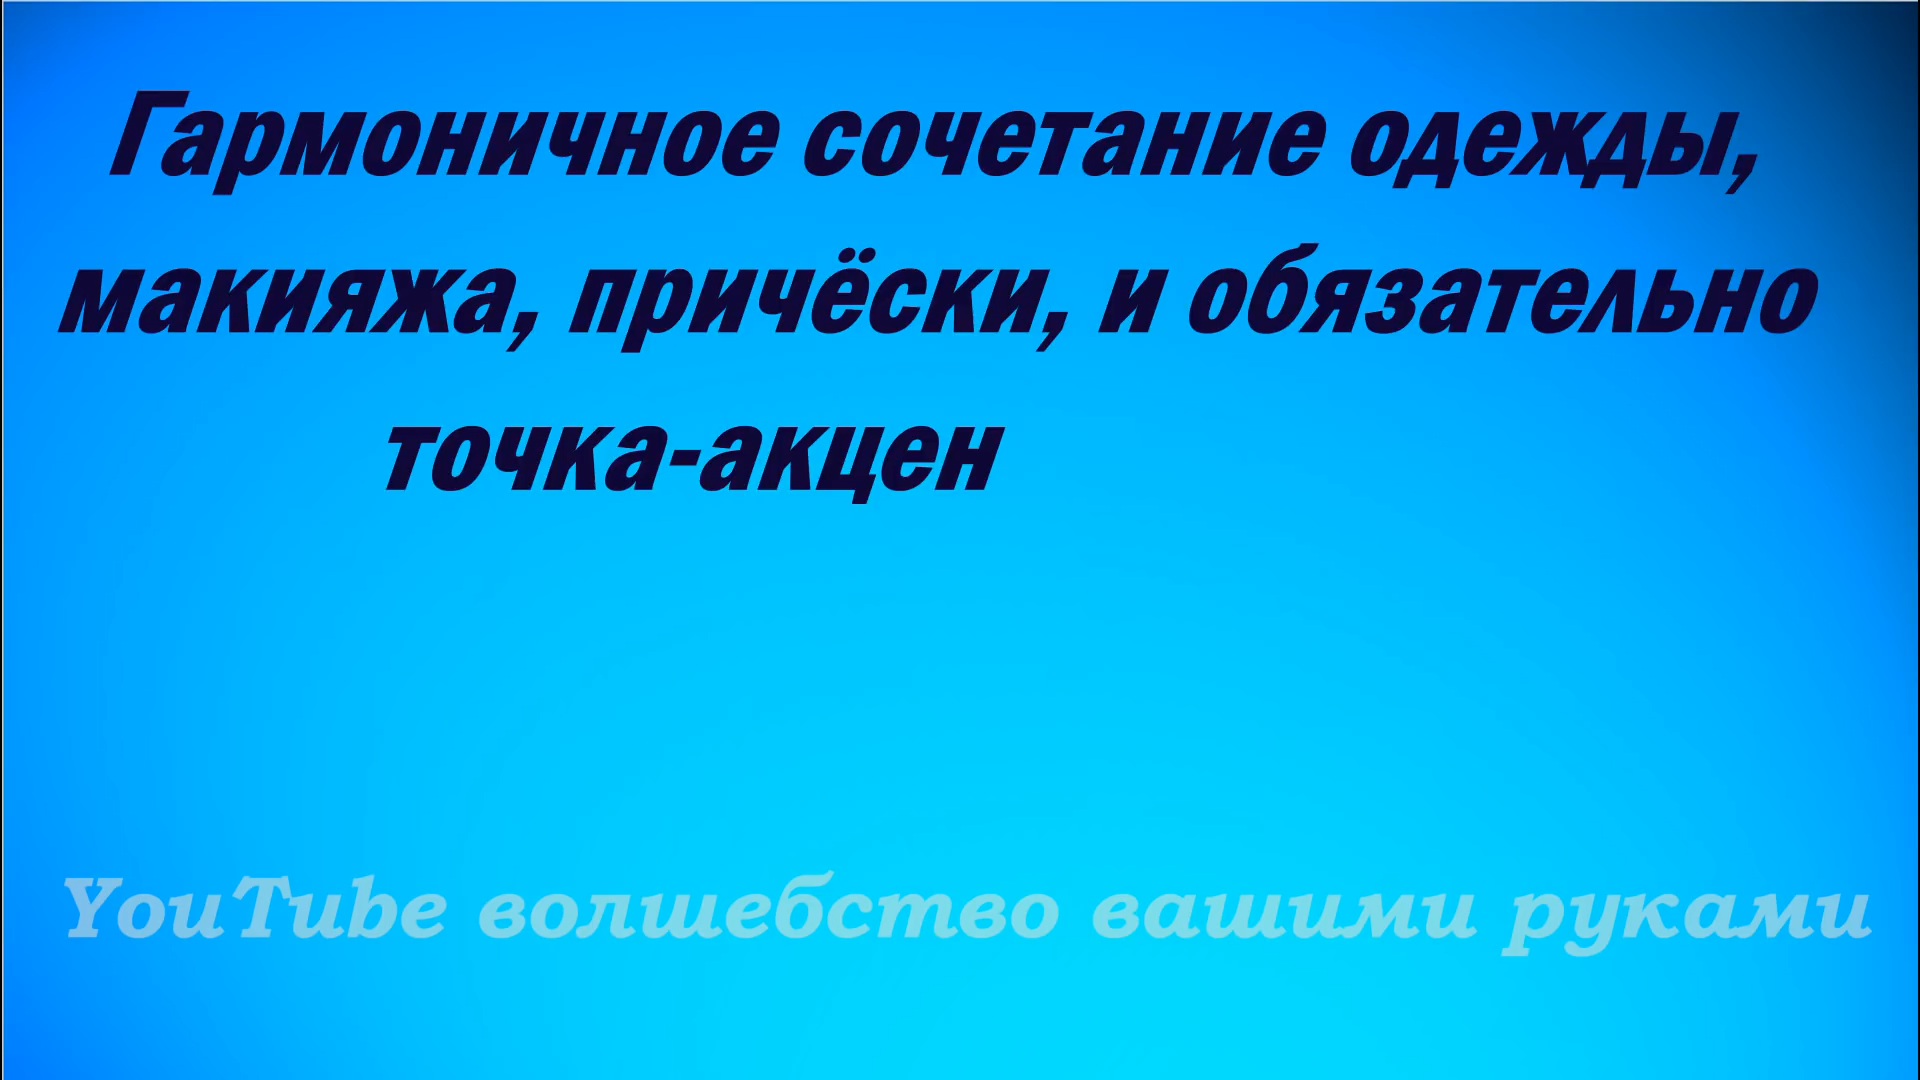 Гармоничное сочетание одежды,
макияжа, причёски, и обязательно
точка-акцен
YouTube волшебство вашими руками